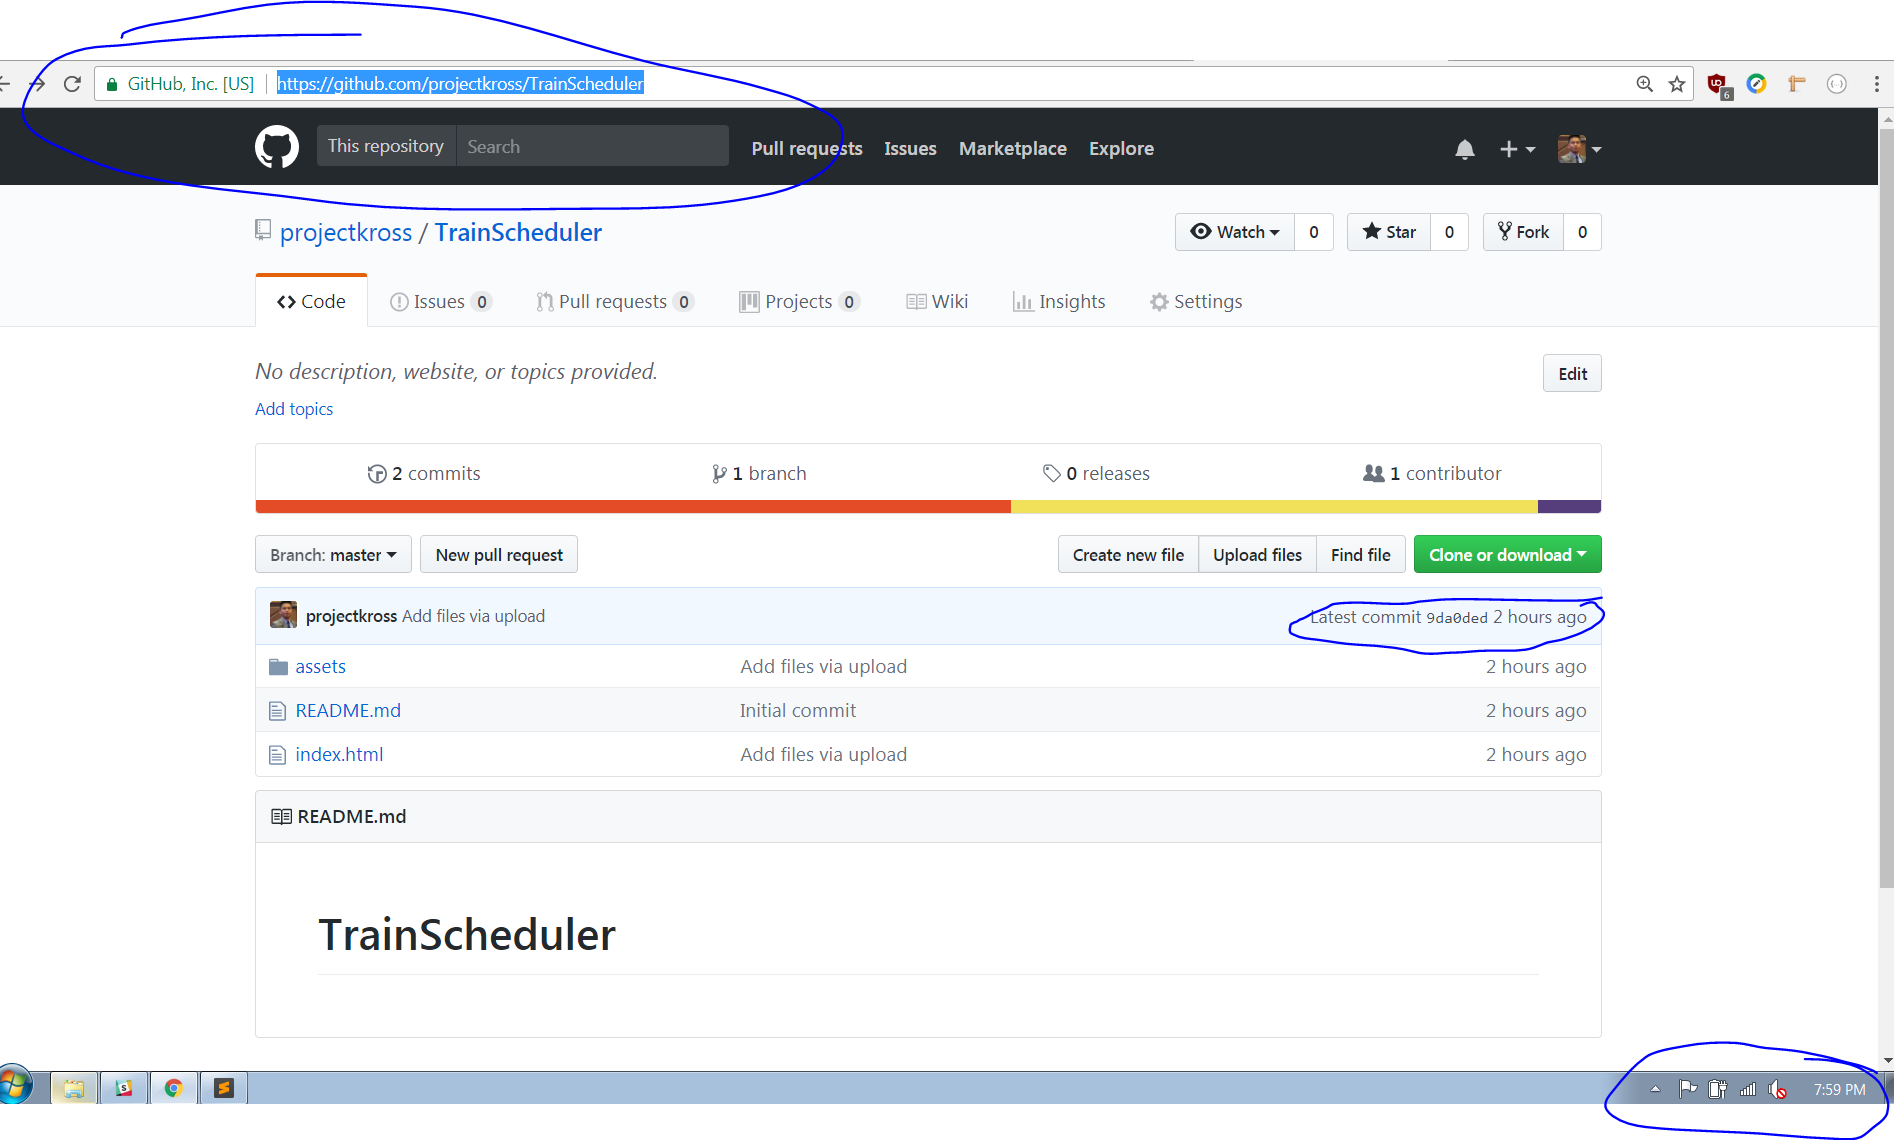 GitHub, Inc. [US] https://github.com/projectkross/TrainScheduler
6
This repository Search Pull requests Issues Marketplace Explore
projectkross / TrainScheduler
Watch 0 Star 0 Fork 0
Code Issues 0 Pull requests 0 Projects 0 Wiki Insights Settings
No description, website, or topics provided.
Edit
Add topics
2 commits 1 branch 0 releases 1 contributor
Branch: master New pull request Create new file Upload files Find file Clone or download
projectkross Add files via upload Latest commit 9da0ded 2 hours ago
assets Add files via upload 2 hours ago
README.md Initial commit 2 hours ago
index.html Add files via upload 2 hours ago
README.md
TrainScheduler
7:59 PM